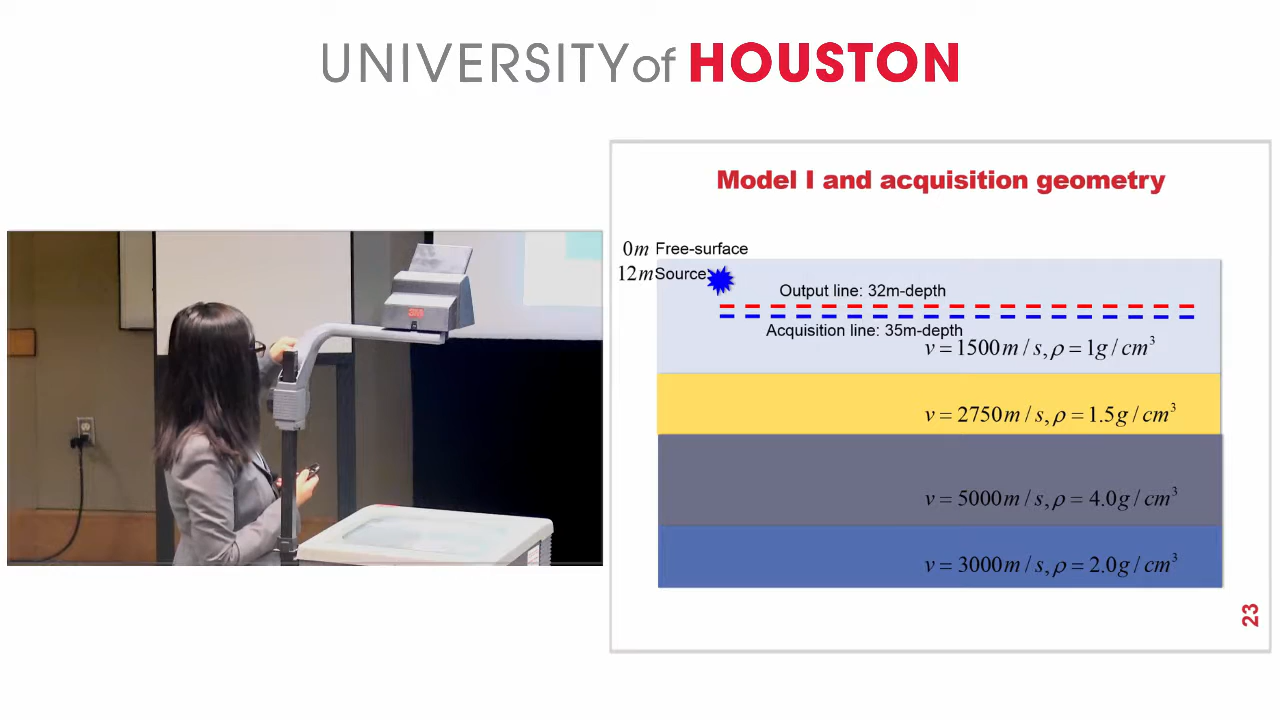 UNIVERSITY of HOUSTON
Model I and acquisition geometry
0m Free-surface
12m Source
Output line: 32m-depth
Acquisition line: 35m-depth
v = 1500m / s, ρ = 1g / cm³
v = 2750m / s, ρ = 1.5g / cm³
v = 5000m / s, ρ = 4.0g / cm³
v = 3000m / s, ρ = 2.0g / cm³
23